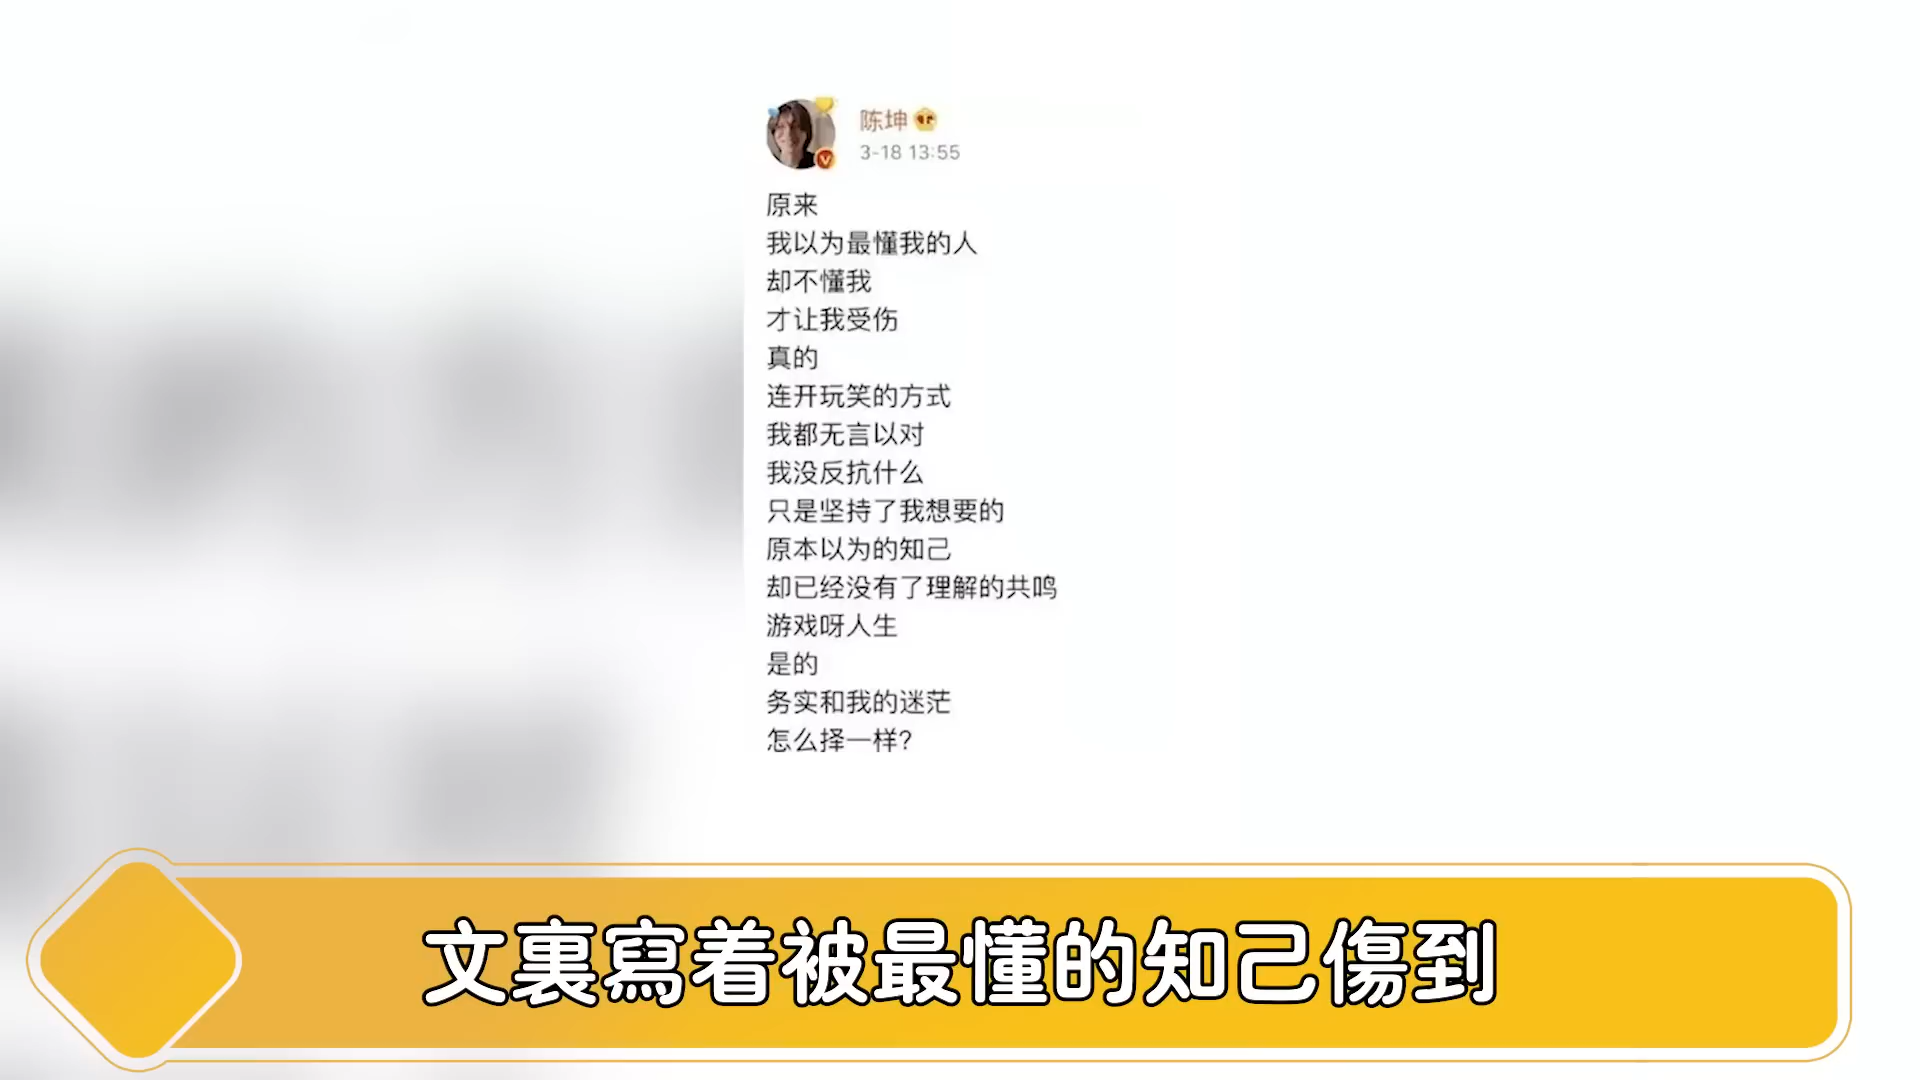 陈坤
3-18 13:55
原来
我以为最懂我的人
却不懂我
才让我受伤
真的
连开玩笑的方式
我都无言以对
我没反抗什么
只是坚持了我想要的
原本以为的知己
却已经没有了理解的共鸣
游戏呀人生
是的
务实和我的迷茫
怎么择一样?
文裏寫着被最懂的知己傷到